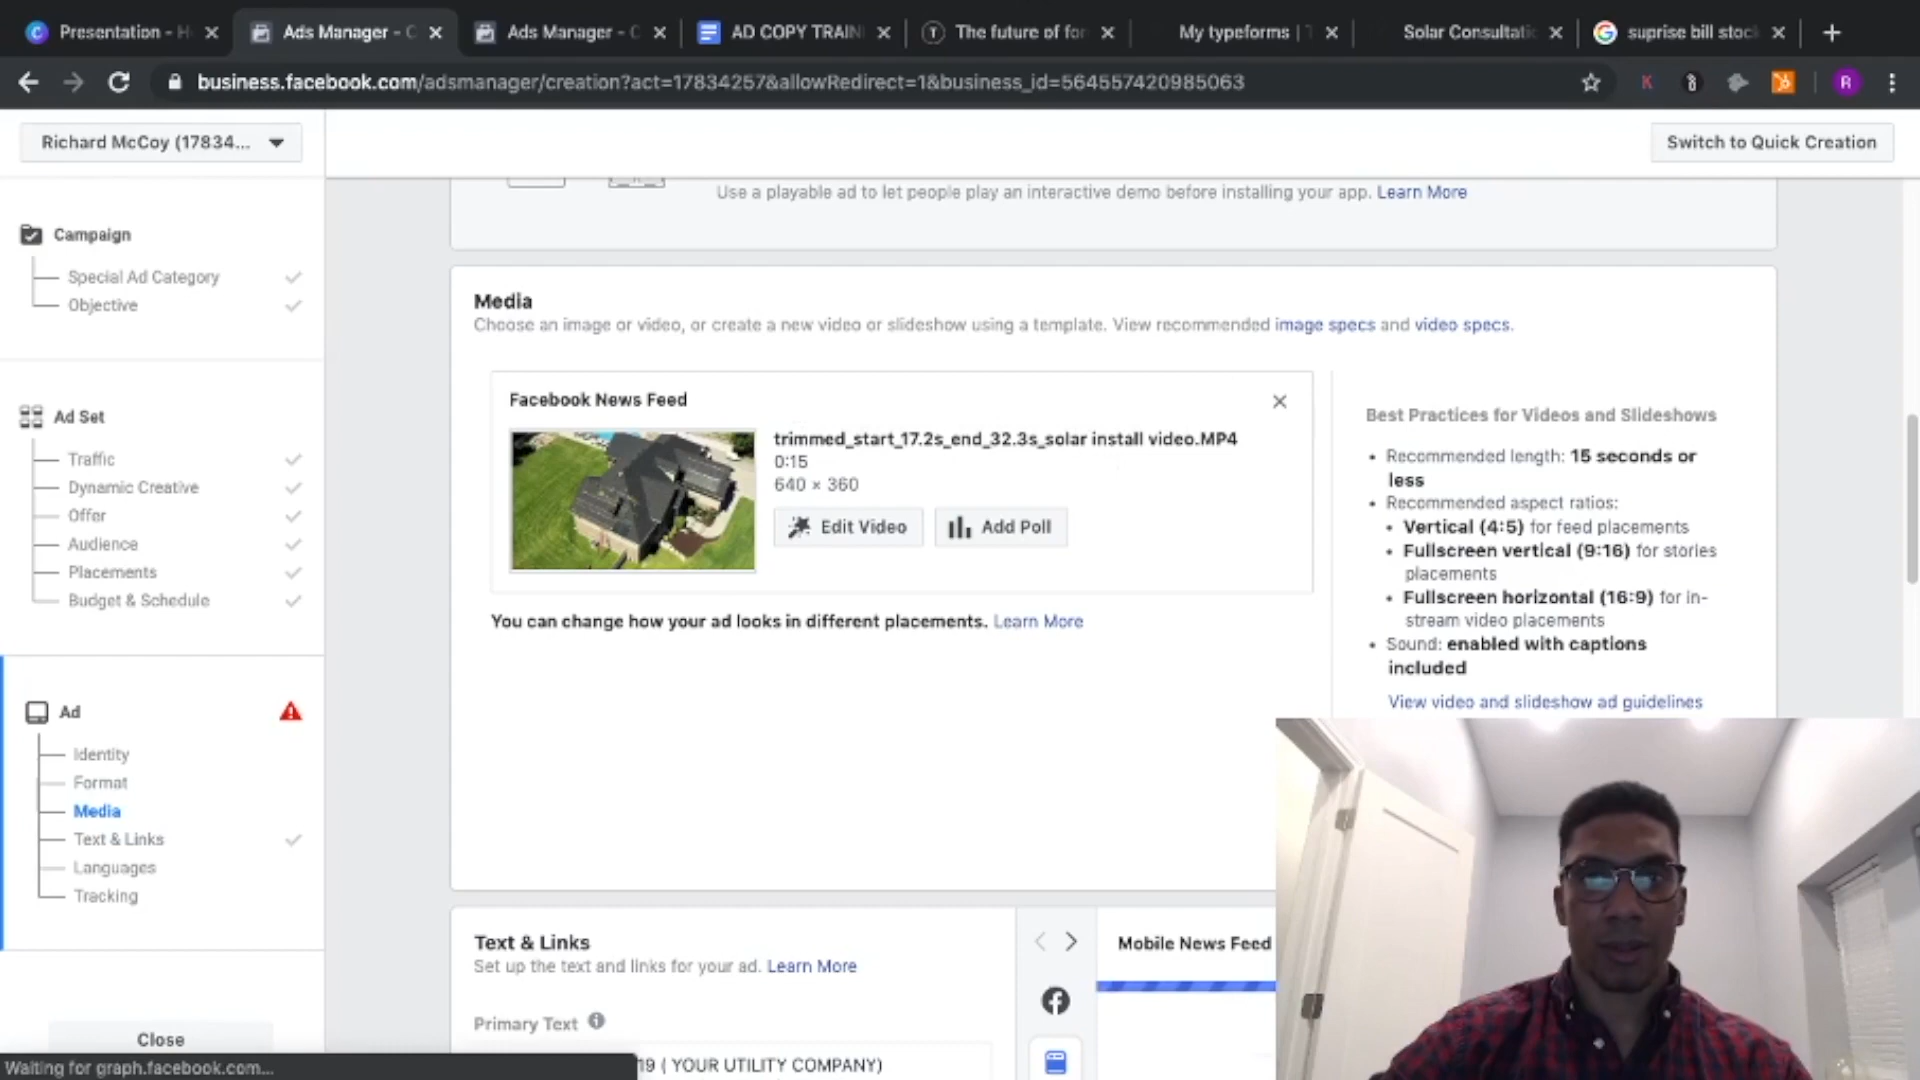 Presentation - H
Ads Manager - C
Ads Manager - C
AD COPY TRAIN
The future of for
My typeforms | T
Solar Consultati
suprise bill stoc
business.facebook.com/adsmanager/creation?act=17834257&allowRedirect=1&business_id=564557420985063
Richard McCoy (17834...
Switch to Quick Creation
Use a playable ad to let people play an interactive demo before installing your app. Learn More
Campaign
Special Ad Category
Objective
Ad Set
Traffic
Dynamic Creative
Offer
Audience
Placements
Budget & Schedule
Ad
Identity
Format
Media
Text & Links
Languages
Tracking
Close
Waiting for graph.facebook.com...
Media
Choose an image or video, or create a new video or slideshow using a template. View recommended image specs and video specs.
Facebook News Feed
trimmed_start_17.2s_end_32.3s_solar install video.MP4
0:15
640 × 360
Edit Video
Add Poll
You can change how your ad looks in different placements. Learn More
Best Practices for Videos and Slideshows
• Recommended length: 15 seconds or
less
• Recommended aspect ratios:
• Vertical (4:5) for feed placements
• Fullscreen vertical (9:16) for stories
placements
• Fullscreen horizontal (16:9) for in-
stream video placements
• Sound: enabled with captions
included
View video and slideshow ad guidelines
Text & Links
Set up the text and links for your ad. Learn More
Primary Text
19 ( YOUR UTILITY COMPANY)
Mobile News Feed